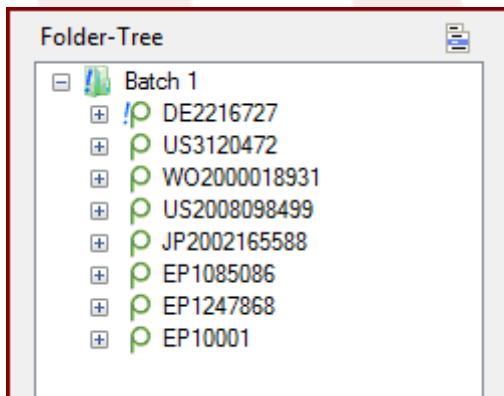 Folder-Tree
Batch 1
DE2216727
US3120472
WO2000018931
US2008098499
JP2002165588
EP1085086
EP1247868
EP10001